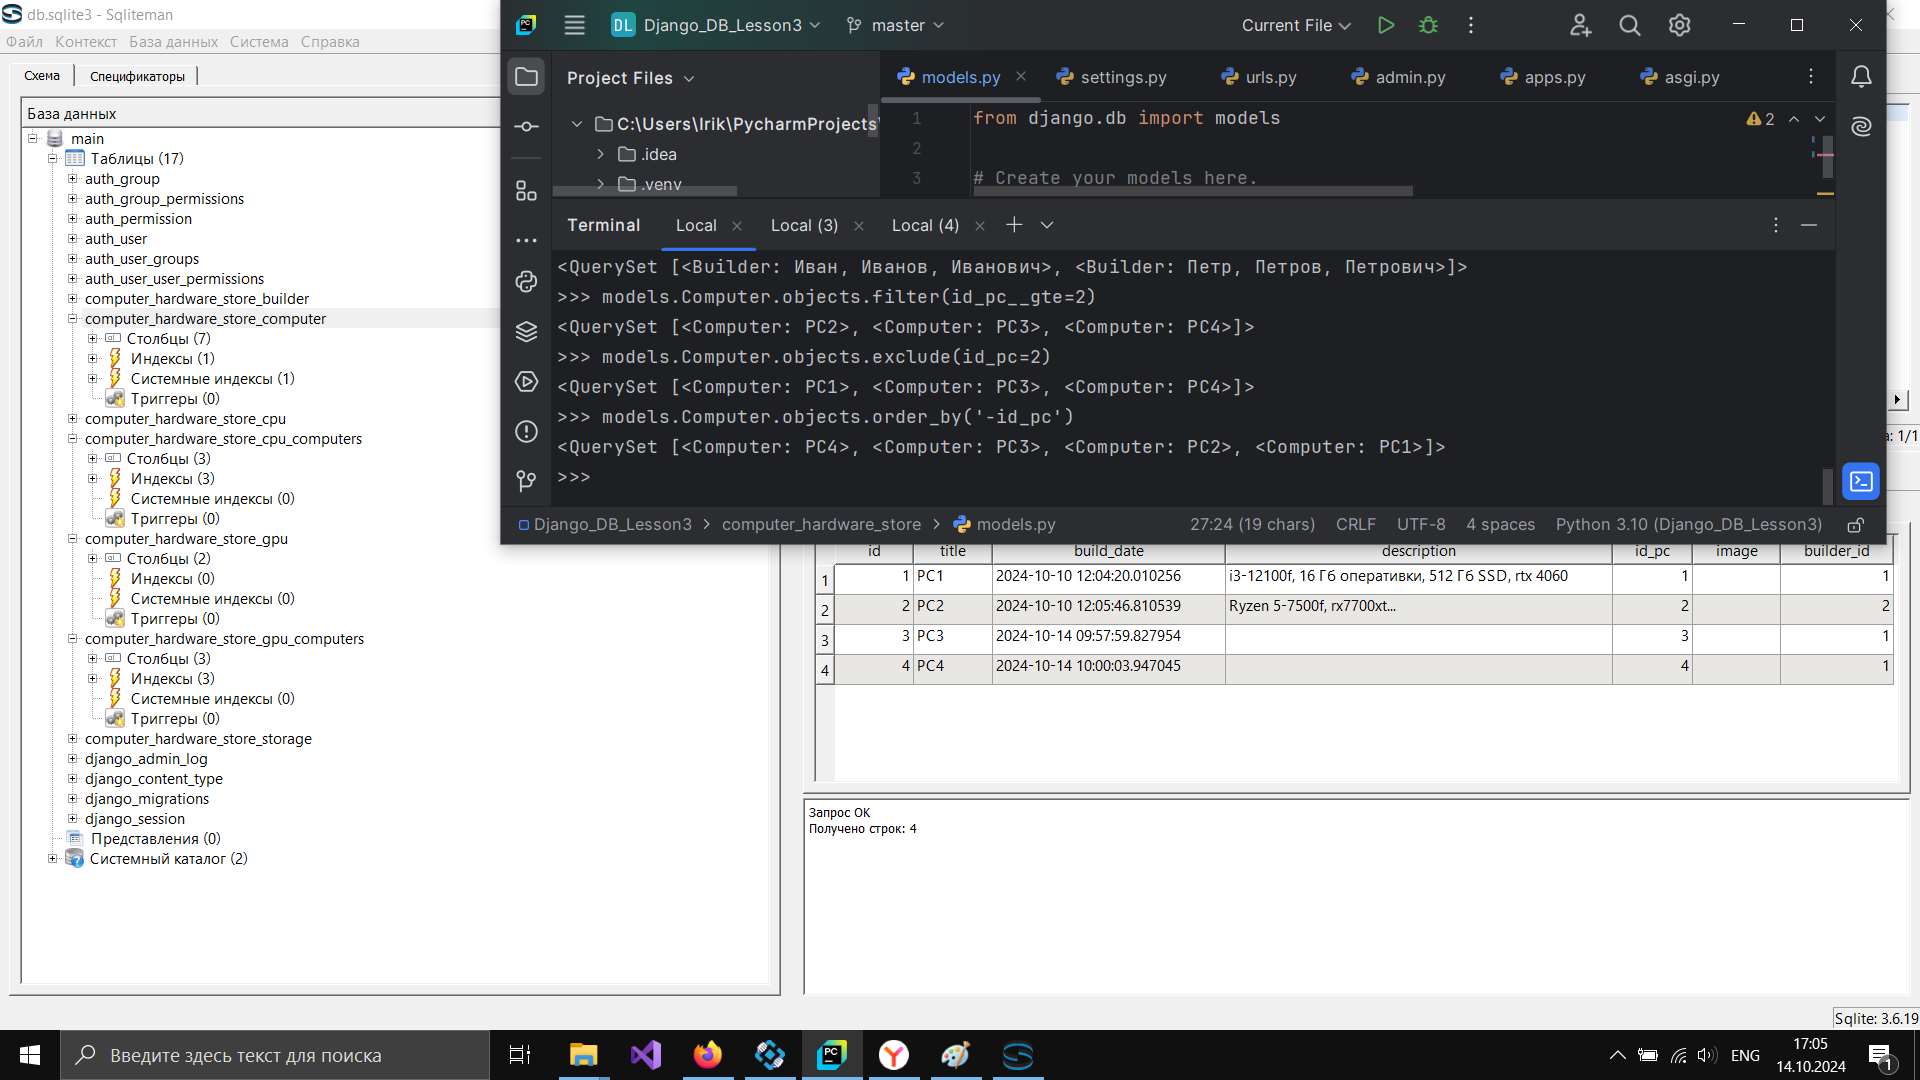 db.sqlite3 - Sqliteman
Файл Контекст База данных Система Справка
Схема Спецификаторы
База данных
main
Таблицы (17)
auth_group
auth_group_permissions
auth_permission
auth_user
auth_user_groups
auth_user_user_permissions
computer_hardware_store_builder
computer_hardware_store_computer
Столбцы (7)
Индексы (1)
Системные индексы (1)
Триггеры (0)
computer_hardware_store_cpu
computer_hardware_store_cpu_computers
Столбцы (3)
Индексы (3)
Системные индексы (0)
Триггеры (0)
computer_hardware_store_gpu
Столбцы (2)
Индексы (0)
Системные индексы (0)
Триггеры (0)
computer_hardware_store_gpu_computers
Столбцы (3)
Индексы (3)
Системные индексы (0)
Триггеры (0)
computer_hardware_store_storage
django_admin_log
django_content_type
django_migrations
django_session
Представления (0)
Системный каталог (2)
PC DL Django_DB_Lesson3 master Current File
Project Files
models.py settings.py urls.py admin.py apps.py asgi.py
C:\Users\Irik\PycharmProjects\
.idea
.venv
1 from django.db import models
2
3 # Create your models here.
2
Terminal Local Local (3) Local (4)
<QuerySet [<Builder: Иван, Иванов, Иванович>, <Builder: Петр, Петров, Петрович>]>
>>> models.Computer.objects.filter(id_pc__gte=2)
<QuerySet [<Computer: PC2>, <Computer: PC3>, <Computer: PC4>]>
>>> models.Computer.objects.exclude(id_pc=2)
<QuerySet [<Computer: PC1>, <Computer: PC3>, <Computer: PC4>]>
>>> models.Computer.objects.order_by('-id_pc')
<QuerySet [<Computer: PC4>, <Computer: PC3>, <Computer: PC2>, <Computer: PC1>]>
>>>
Django_DB_Lesson3 > computer_hardware_store > models.py 27:24 (19 chars) CRLF UTF-8 4 spaces Python 3.10 (Django_DB_Lesson3)
а: 1/1
id title build_date description id_pc image builder_id
1 1 PC1 2024-10-10 12:04:20.010256 i3-12100f, 16 Гб оперативки, 512 Гб SSD, rtx 4060 1 1
2 2 PC2 2024-10-10 12:05:46.810539 Ryzen 5-7500f, rx7700xt... 2 2
3 3 PC3 2024-10-14 09:57:59.827954 3 1
4 4 PC4 2024-10-14 10:00:03.947045 4 1
Запрос OK
Получено строк: 4
Sqlite: 3.6.19
Введите здесь текст для поиска
ENG
17:05
14.10.2024
1